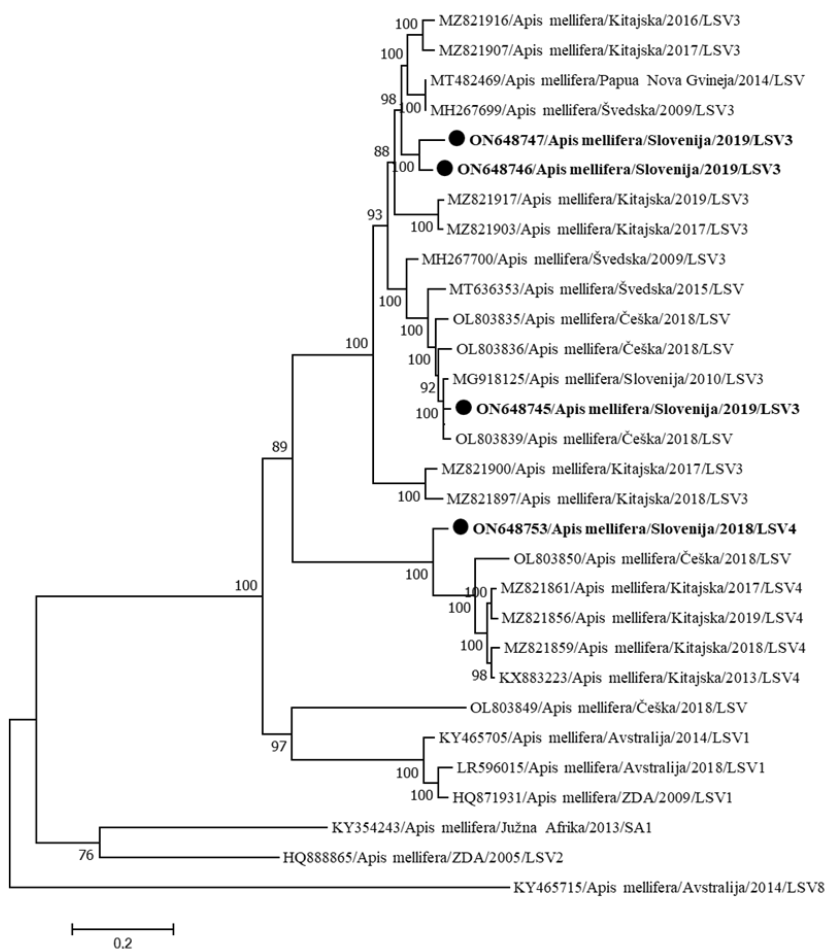 100
MZ821916/Apis mellifera/Kitajska/2016/LSV3
100
MZ821907/Apis mellifera/Kitajska/2017/LSV3
MT482469/Apis mellifera/Papua Nova Gvineja/2014/LSV
98
100
MH267699/Apis mellifera/Švedska/2009/LSV3
ON648747/Apis mellifera/Slovenija/2019/LSV3
88
100
ON648746/Apis mellifera/Slovenija/2019/LSV3
MZ821917/Apis mellifera/Kitajska/2019/LSV3
93
100
MZ821903/Apis mellifera/Kitajska/2017/LSV3
MH267700/Apis mellifera/Švedska/2009/LSV3
100
MT636353/Apis mellifera/Švedska/2015/LSV
OL803835/Apis mellifera/Češka/2018/LSV
100
100
OL803836/Apis mellifera/Češka/2018/LSV
100
MG918125/Apis mellifera/Slovenija/2010/LSV3
92
ON648745/Apis mellifera/Slovenija/2019/LSV3
100
OL803839/Apis mellifera/Češka/2018/LSV
89
MZ821900/Apis mellifera/Kitajska/2017/LSV3
100
MZ821897/Apis mellifera/Kitajska/2018/LSV3
ON648753/Apis mellifera/Slovenija/2018/LSV4
OL803850/Apis mellifera/Češka/2018/LSV
100
100
100
MZ821861/Apis mellifera/Kitajska/2017/LSV4
100
MZ821856/Apis mellifera/Kitajska/2019/LSV4
100
MZ821859/Apis mellifera/Kitajska/2018/LSV4
98
KX883223/Apis mellifera/Kitajska/2013/LSV4
OL803849/Apis mellifera/Češka/2018/LSV
97
KY465705/Apis mellifera/Avstralija/2014/LSV1
100
LR596015/Apis mellifera/Avstralija/2018/LSV1
100
HQ871931/Apis mellifera/ZDA/2009/LSV1
KY354243/Apis mellifera/Južna Afrika/2013/SA1
76
HQ888865/Apis mellifera/ZDA/2005/LSV2
KY465715/Apis mellifera/Avstralija/2014/LSV8
0.2